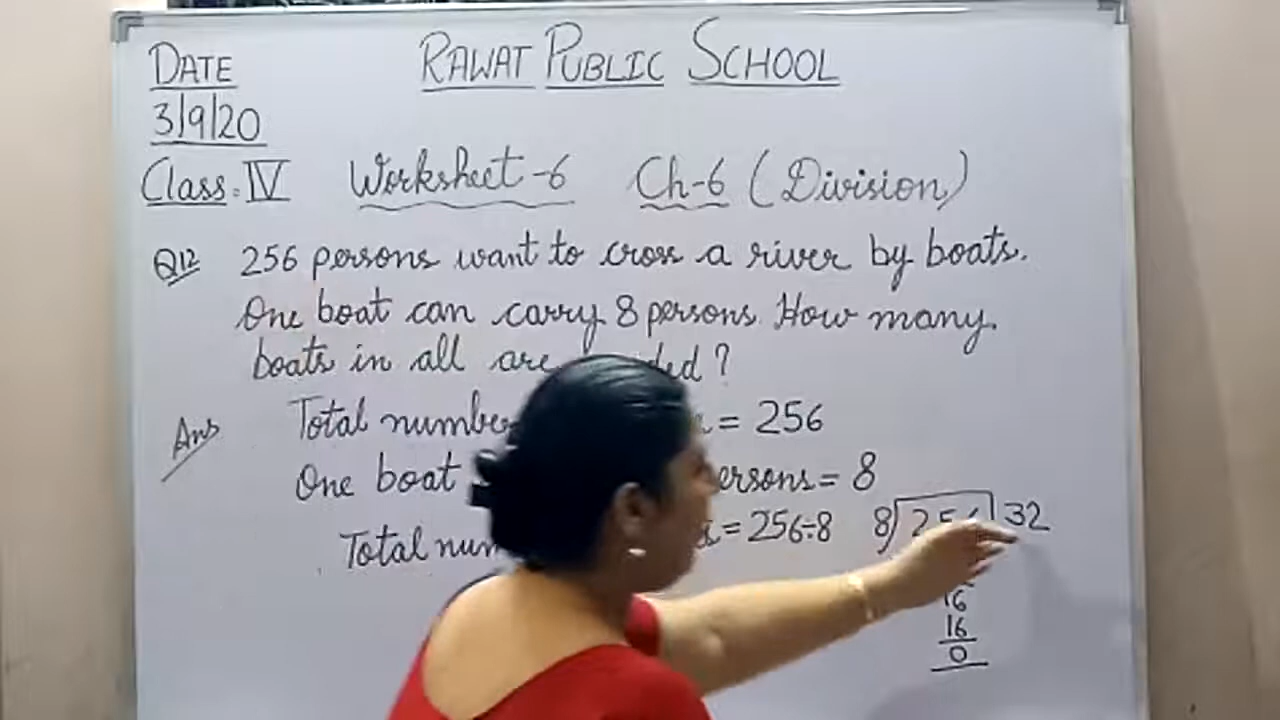 DATE
3/9/20
RAWAT PUBLIC SCHOOL
Class:IV Worksheet-6 Ch-6 (Division)
Q12 256 persons want to cross a river by boats.
One boat can carry 8 persons. How many
boats in all are ?
Ans Total = 256
One boat = 8
Total = 256÷8 8) 32
16
16
0